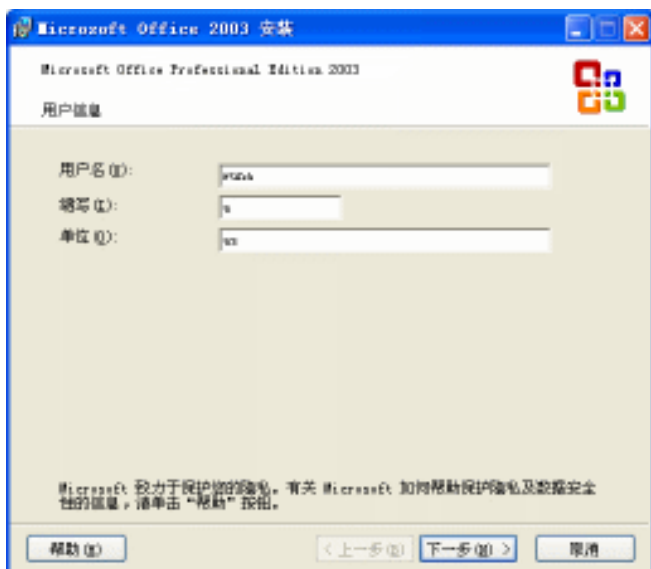 Microsoft Office 2003 安装
Microsoft Office Professional Edition 2003
用户信息
用户名(U):
缩写(I):
单位(O):
Microsoft 致力于保护您的隐私。有关 Microsoft 如何帮助保护隐私及数据安全
性的信息，请单击“帮助”按钮。
帮助(H)
< 上一步(B)
下一步(N) >
取消